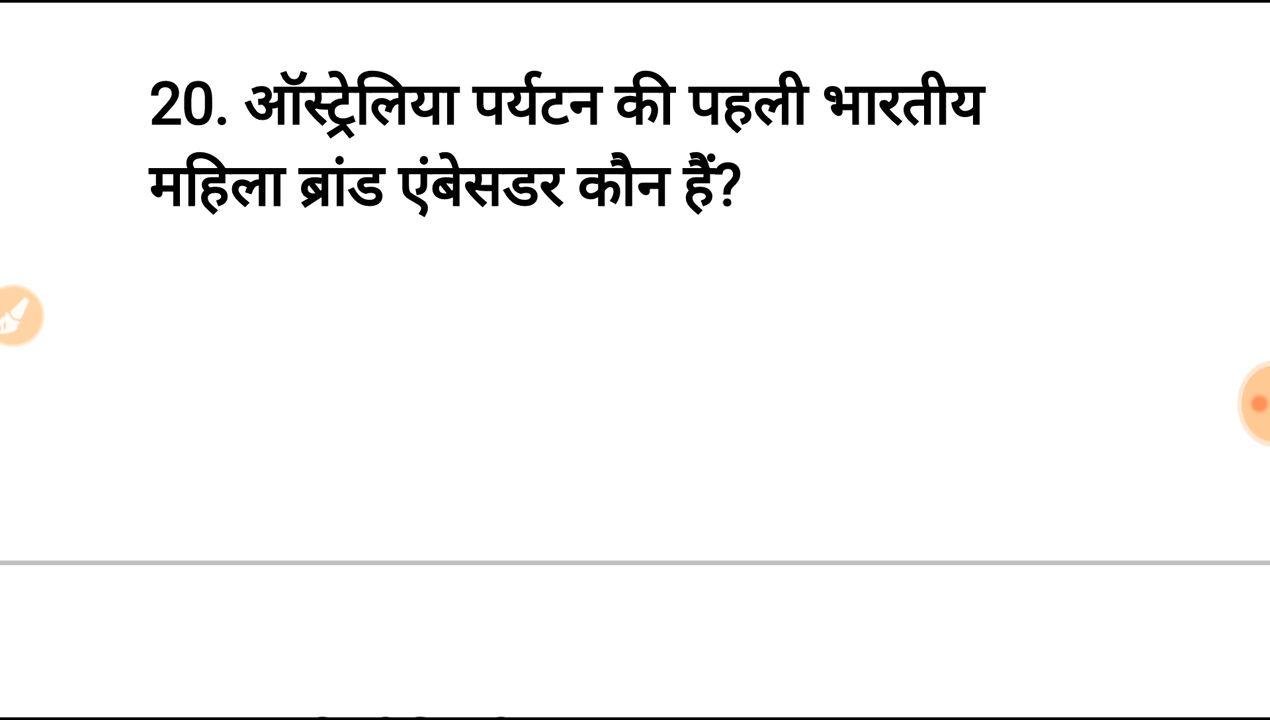 20. ऑस्ट्रेलिया पर्यटन की पहली भारतीय
महिला ब्रांड एंबेसडर कौन हैं?